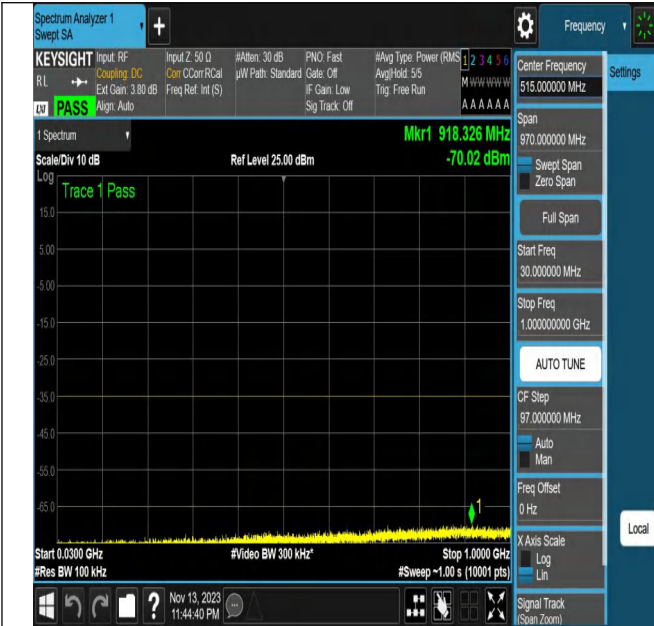 Spectrum Analyzer 1
Swept SA
Frequency
KEYSIGHT
RL
PASS
Input: RF
Coupling: DC
Ext Gain: 3.80 dB
Align: Auto
Input Z: 50 Ω
Corr CCorr RCal
Freq Ref: Int (S)
#Atten: 30 dB
µW Path: Standard
PNO: Fast
Gate: Off
IF Gain: Low
Sig Track: Off
#Avg Type: Power (RMS
Avg|Hold: 5/5
Trig: Free Run
1 2 3 4 5 6
M W W W W W
A A A A A A
1 Spectrum
Scale/Div 10 dB
Ref Level 25.00 dBm
Mkr1 918.326 MHz
-70.02 dBm
Log
Trace 1 Pass
15.0
5.00
-5.00
-15.0
-25.0
-35.0
-45.0
-55.0
-65.0
1
Start 0.0300 GHz
#Video BW 300 kHz*
Stop 1.0000 GHz
#Res BW 100 kHz
#Sweep ~1.00 s (10001 pts)
Center Frequency
515.000000 MHz
Settings
Span
970.000000 MHz
Swept Span
Zero Span
Full Span
Start Freq
30.000000 MHz
Stop Freq
1.000000000 GHz
AUTO TUNE
CF Step
97.000000 MHz
Auto
Man
Freq Offset
0 Hz
Local
X Axis Scale
Log
Lin
Signal Track
(Span Zoom)
?
Nov 13, 2023
11:44:40 PM